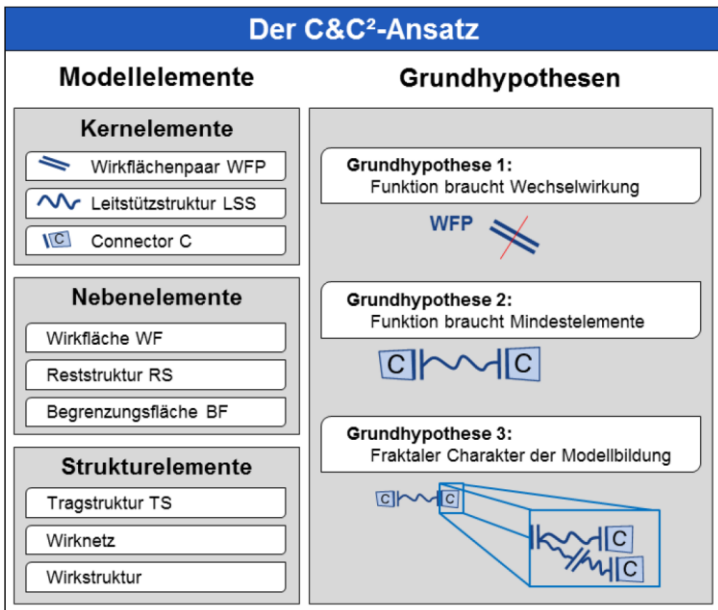 Der C&C²-Ansatz
Modellelemente
Kernelemente
Wirkflächenpaar WFP
Leitstützstruktur LSS
C
Connector C
Nebenelemente
Wirkfläche WF
Reststruktur RS
Begrenzungsfläche BF
Strukturelemente
Tragstruktur TS
Wirknetz
Wirkstruktur
Grundhypothesen
Grundhypothese 1:
Funktion braucht Wechselwirkung
WFP
Grundhypothese 2:
Funktion braucht Mindestelemente
C C
Grundhypothese 3:
Fraktaler Charakter der Modellbildung
C C
C
C